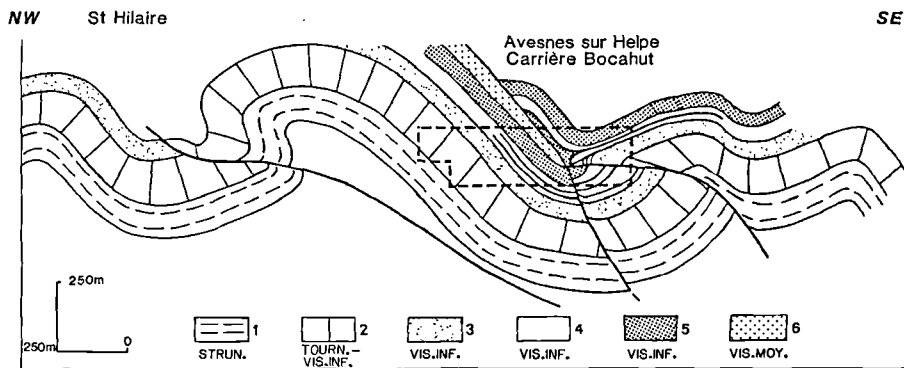 NW St Hilaire SE
Avesnes sur Helpe
Carrière Bocahut
250m
250m 0
1 2 3 4 5 6
STRUN. TOURN.- VIS.INF. VIS.INF. VIS.INF. VIS.INF. VIS.MOY.